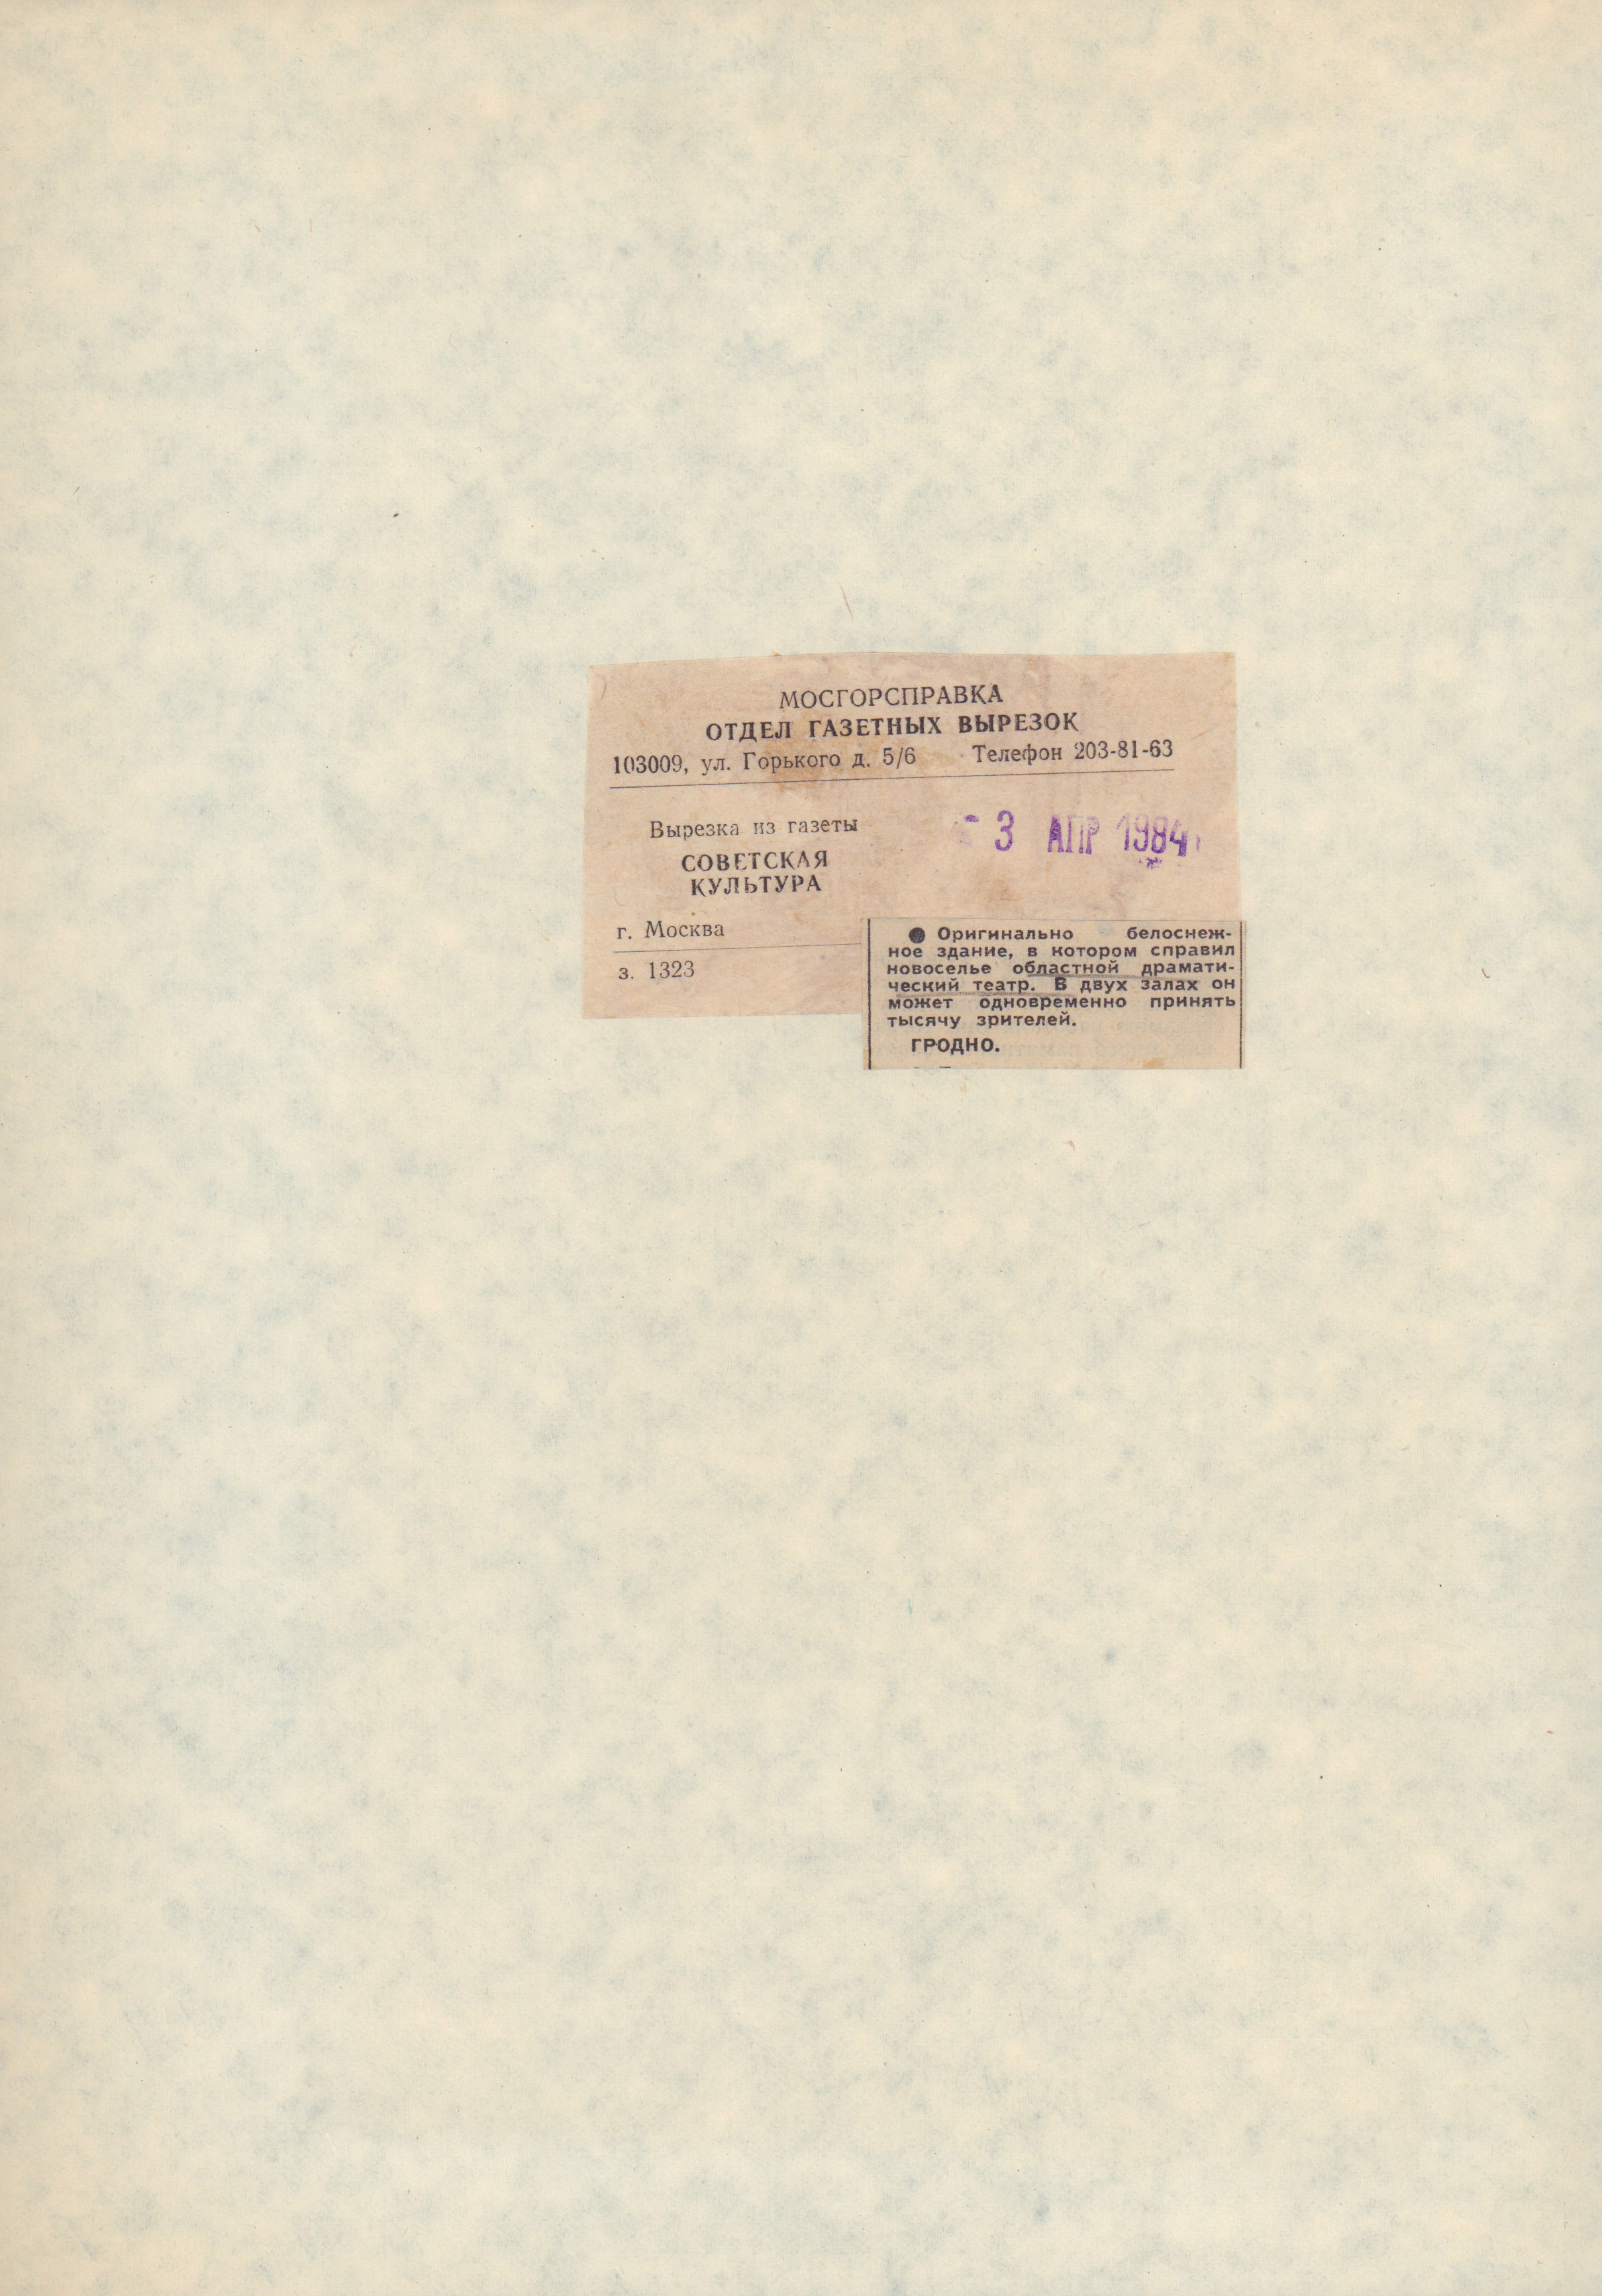 МОСГОРСПРАВКА
ОТДЕЛ ГАЗЕТНЫХ ВЫРЕЗОК
103009, ул. Горького д. 5/6 Телефон 203-81-63
Вырезка из газеты
СОВЕТСКАЯ
КУЛЬТУРА
- 3 АПР 1984
г. Москва
з. 1323
● Оригинально белоснеж-
ное здание, в котором справил
новоселье областной драмати-
ческий театр. В двух залах он
может одновременно принять
тысячу зрителей.
ГРОДНО.